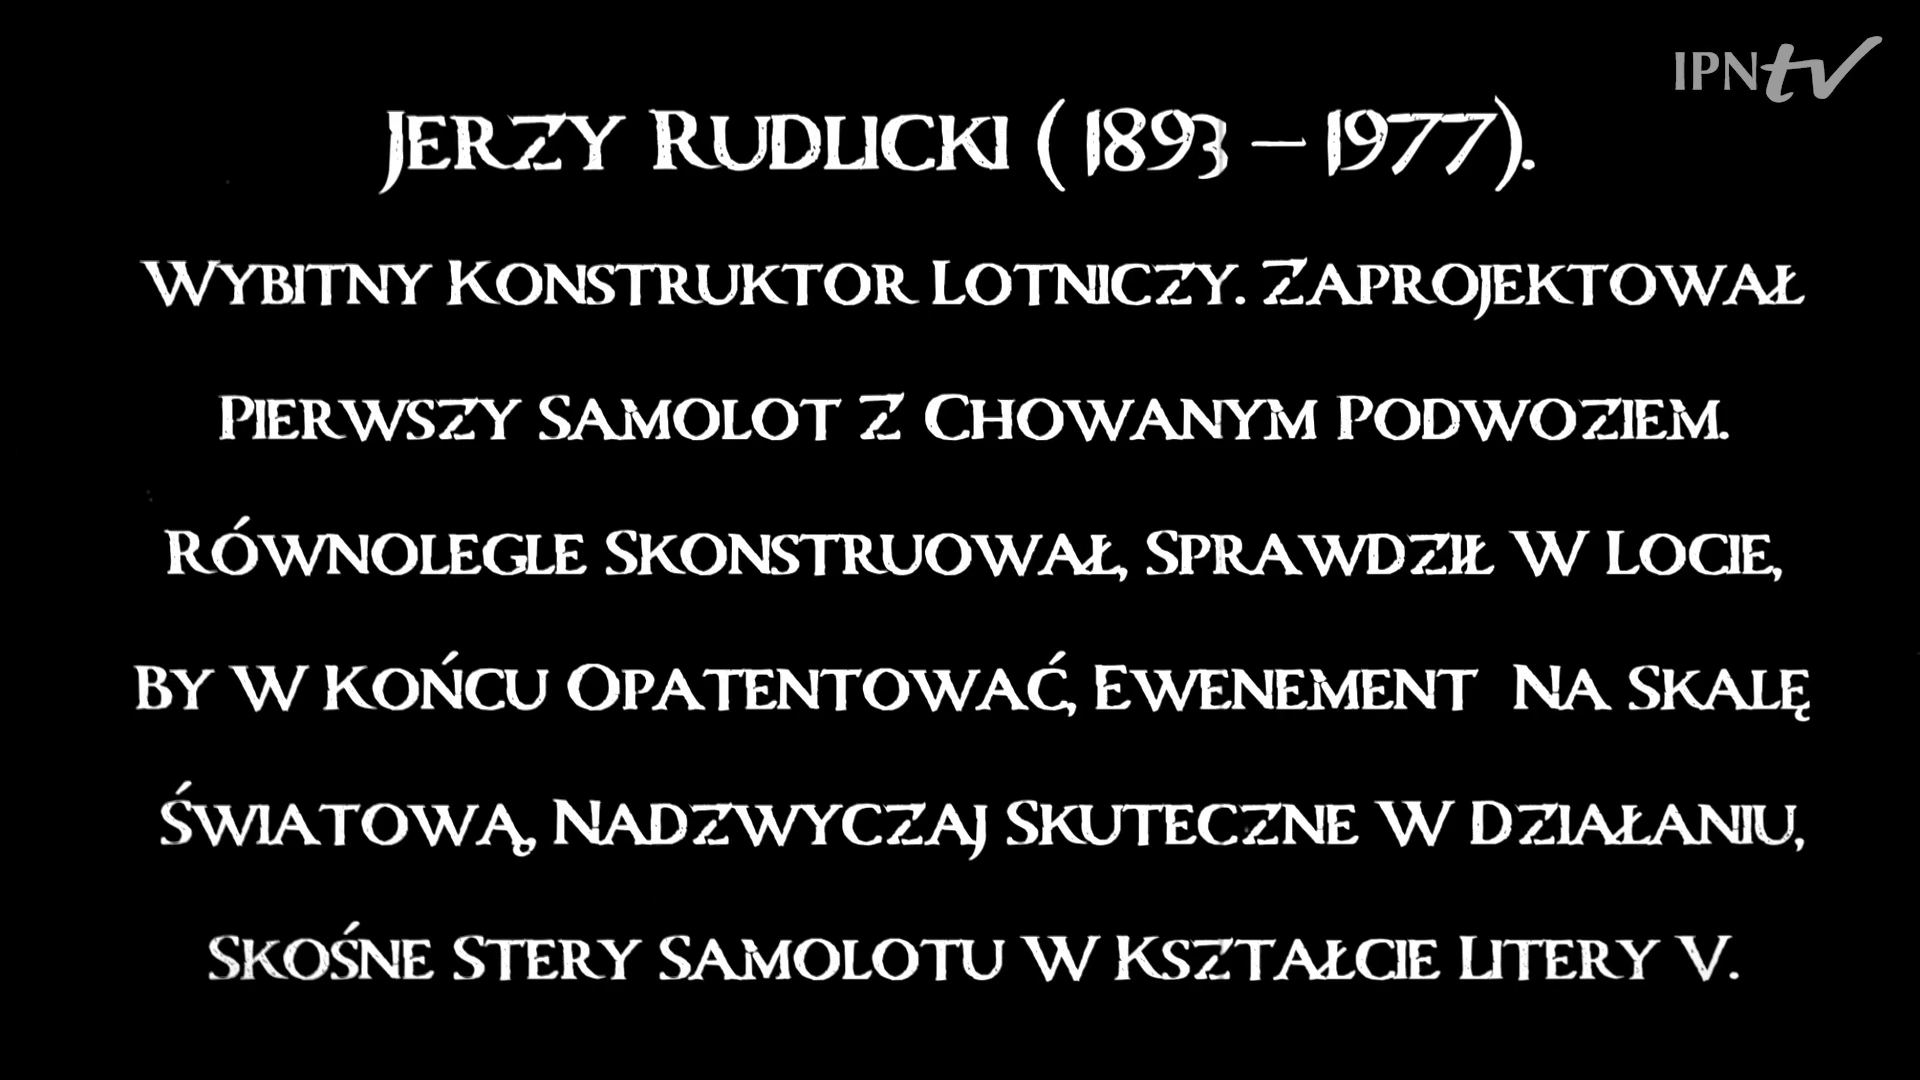 IPNtv
Jerzy Rudlicki ( 1893 – 1977).
Wybitny Konstruktor Lotniczy. Zaprojektował
Pierwszy Samolot Z Chowanym Podwoziem.
Równolegle Skonstruował, Sprawdził W Locie,
By W Końcu Opatentować, Ewenement Na Skalę
Światową, Nadzwyczaj Skuteczne W Działaniu,
Skośne Stery Samolotu W Kształcie Litery V.